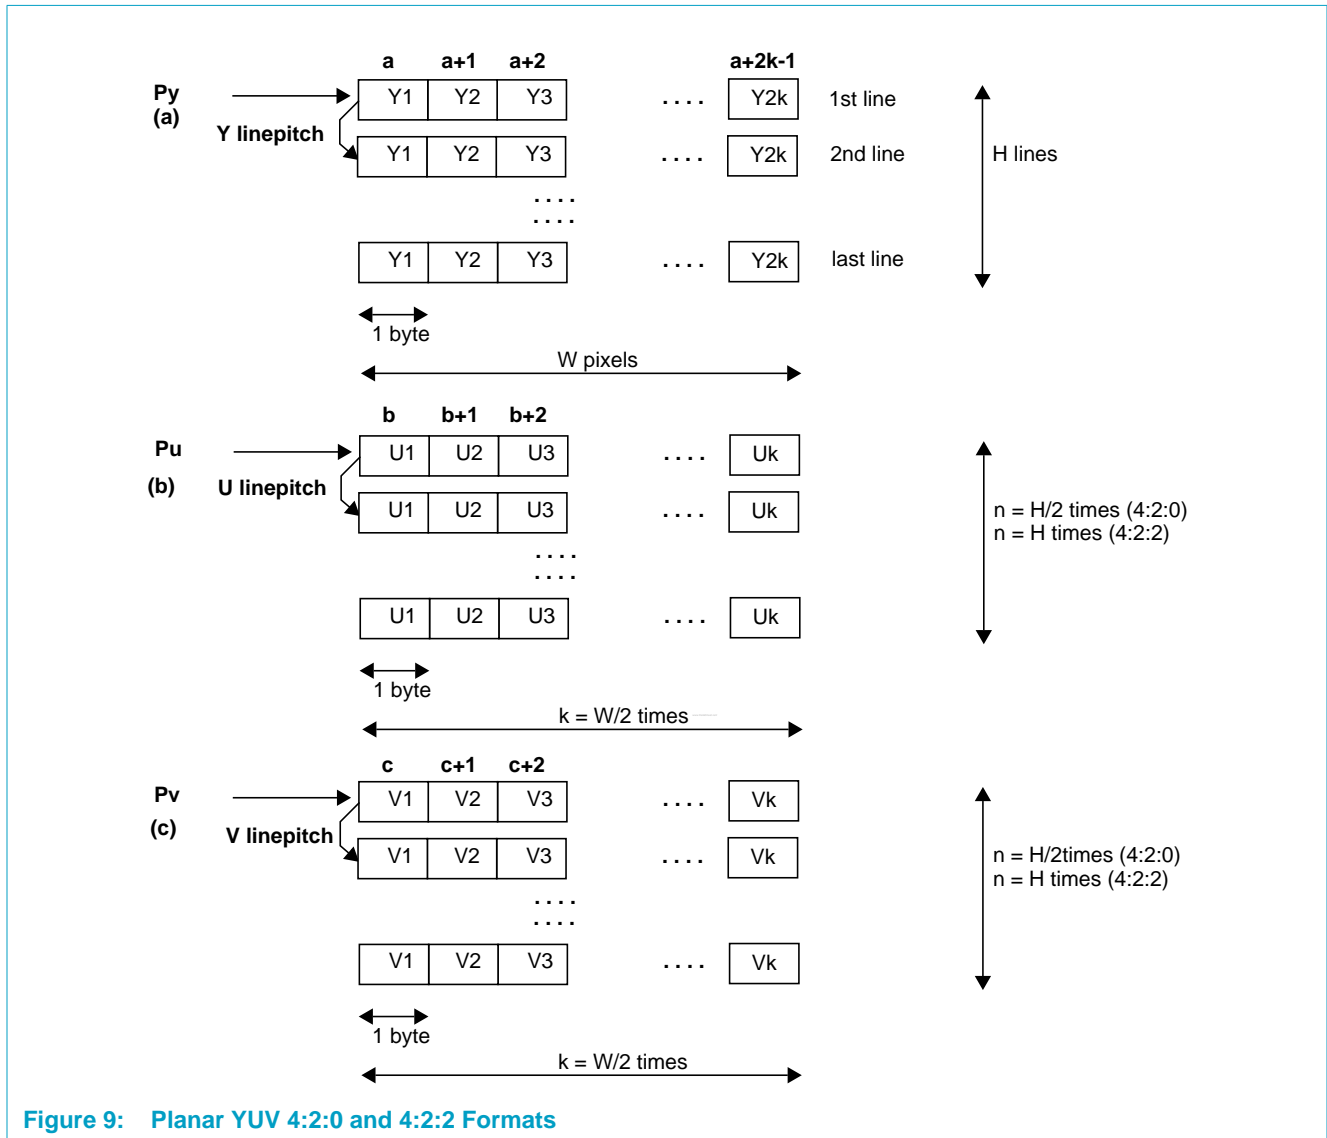 a a+1 a+2 a+2k-1
Py Y1 Y2 Y3 .... Y2k 1st line
(a)
Y linepitch
Y1 Y2 Y3 .... Y2k 2nd line H lines
....
....
Y1 Y2 Y3 .... Y2k last line
1 byte
W pixels
b b+1 b+2
Pu U1 U2 U3 .... Uk
(b) U linepitch
U1 U2 U3 .... Uk n = H/2 times (4:2:0)
n = H times (4:2:2)
....
....
U1 U2 U3 .... Uk
1 byte
k = W/2 times
c c+1 c+2
Pv V1 V2 V3 .... Vk
(c) V linepitch
V1 V2 V3 .... Vk n = H/2times (4:2:0)
n = H times (4:2:2)
....
....
V1 V2 V3 .... Vk
1 byte
k = W/2 times
Figure 9: Planar YUV 4:2:0 and 4:2:2 Formats